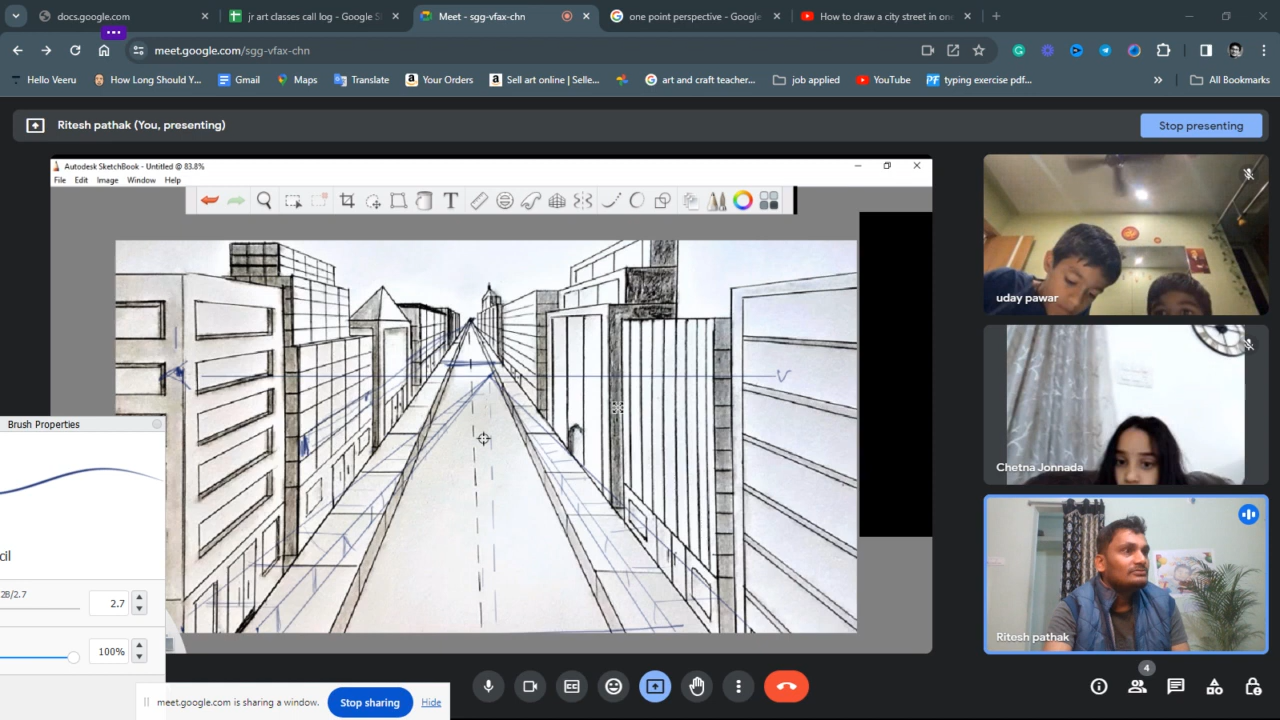 docs.google.com
jr art classes call log - Google S
Meet - sgg-vfax-chn
one point perspective - Google
How to draw a city street in one
meet.google.com/sgg-vfax-chn
Hello Veeru
How Long Should Y...
Gmail
Maps
Translate
Your Orders
Sell art online | Selle...
art and craft teacher...
job applied
YouTube
typing exercise pdf...
All Bookmarks
Ritesh pathak (You, presenting)
Stop presenting
Autodesk SketchBook - Untitled @ 83.8%
File Edit Image Window Help
uday pawar
V
Brush Properties
Chetna Jonnada
cil
2B/2.7
2.7
100%
Ritesh pathak
4
meet.google.com is sharing a window.
Stop sharing
Hide